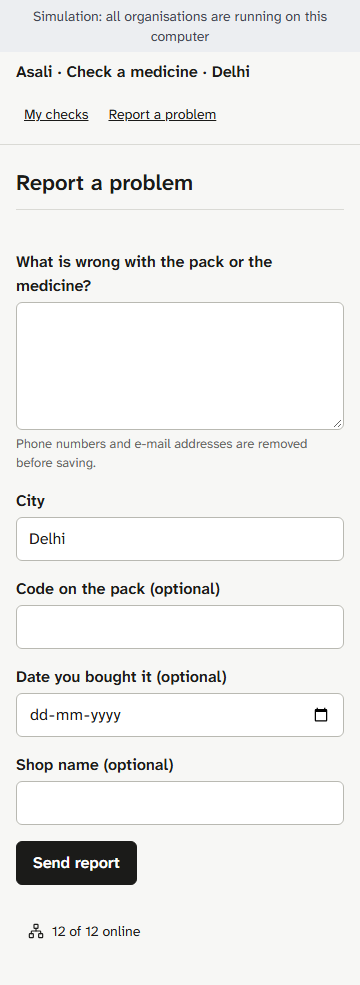 Simulation: all organisations are running on this
computer
Asali · Check a medicine · Delhi
My checks Report a problem
Report a problem
What is wrong with the pack or the
medicine?
Phone numbers and e-mail addresses are removed
before saving.
City
Delhi
Code on the pack (optional)
Date you bought it (optional)
dd-mm-yyyy
Shop name (optional)
Send report
12 of 12 online